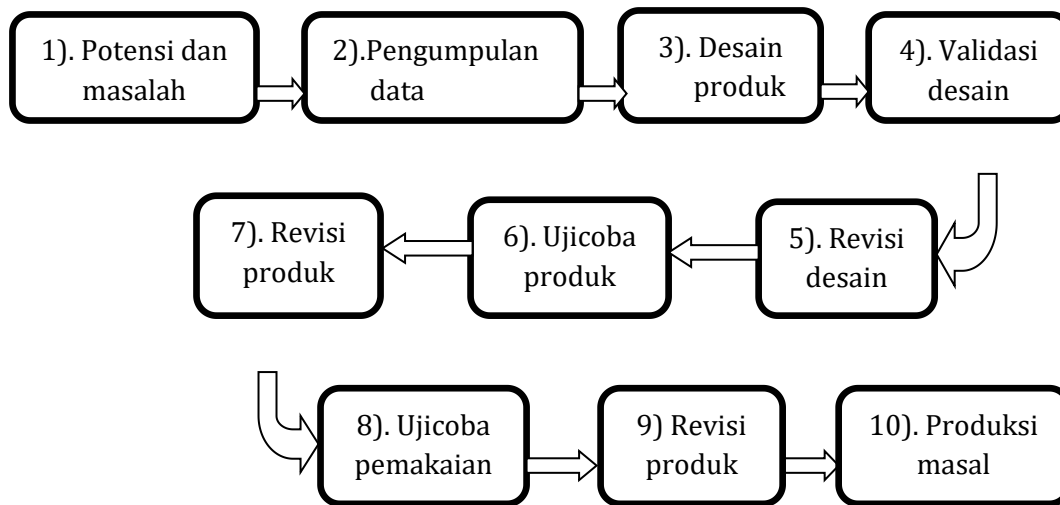 1). Potensi dan
masalah
2).Pengumpulan
data
3). Desain
produk
4). Validasi
desain
5). Revisi
desain
6). Ujicoba
produk
7). Revisi
produk
8). Ujicoba
pemakaian
9) Revisi
produk
10). Produksi
masal